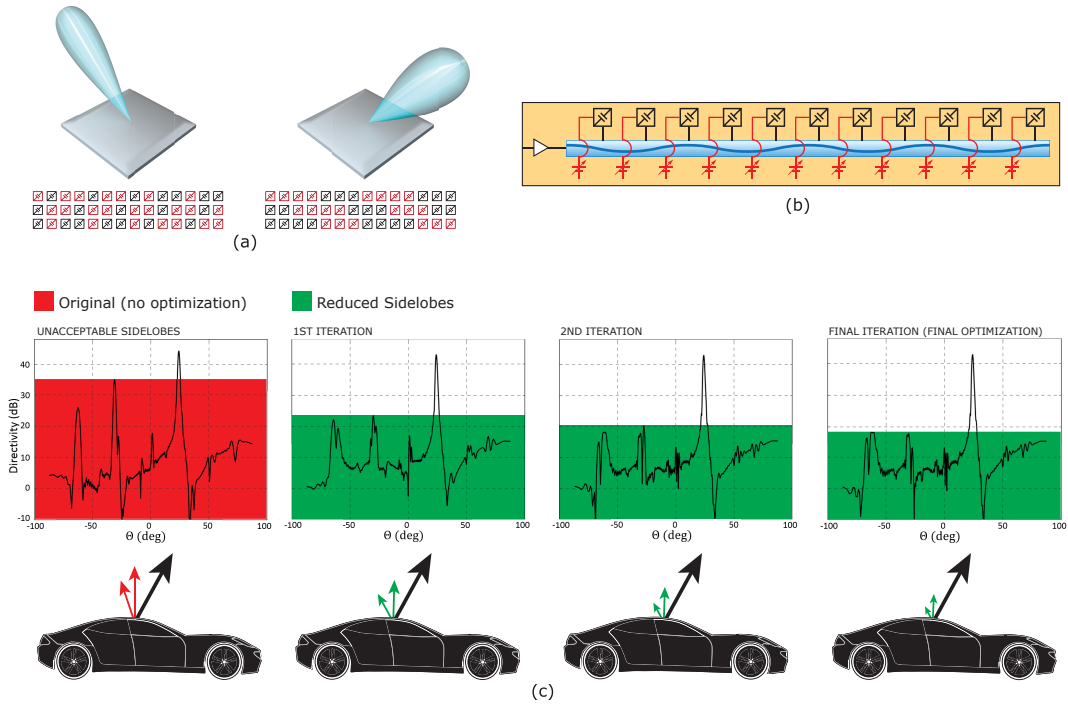 (a)
(b)
Original (no optimization)
Reduced Sidelobes
UNACCEPTABLE SIDELOBES
1ST ITERATION
2ND ITERATION
FINAL ITERATION (FINAL OPTIMIZATION)
Directivity (dB)
40
30
20
10
0
-10
-100 -50 0 50 100
-100 -50 0 50 100
-100 -50 0 50 100
-100 -50 0 50 100
Θ (deg)
Θ (deg)
Θ (deg)
Θ (deg)
(c)